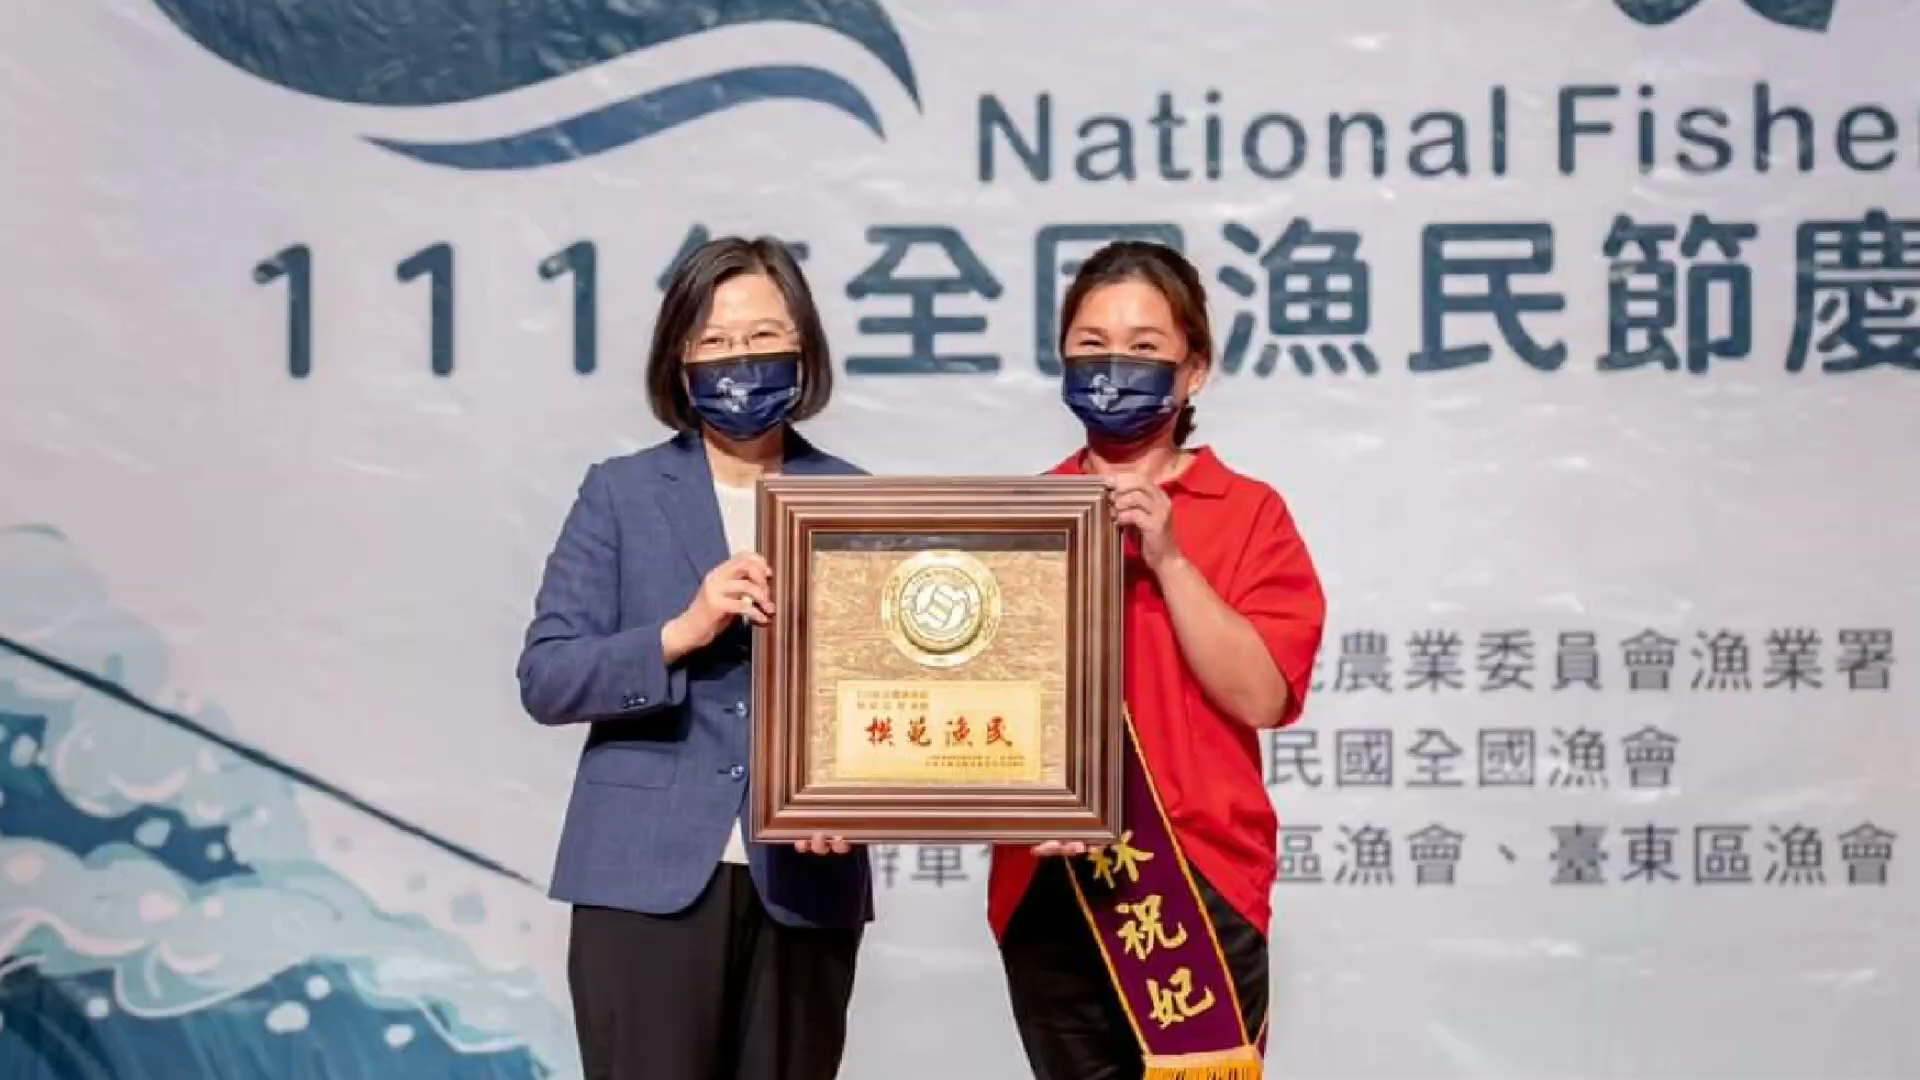 National Fisher
111年全國漁民節慶
農業委員會漁業署
民國全國漁會
區漁會、臺東區漁會
模範漁民
林祝妃